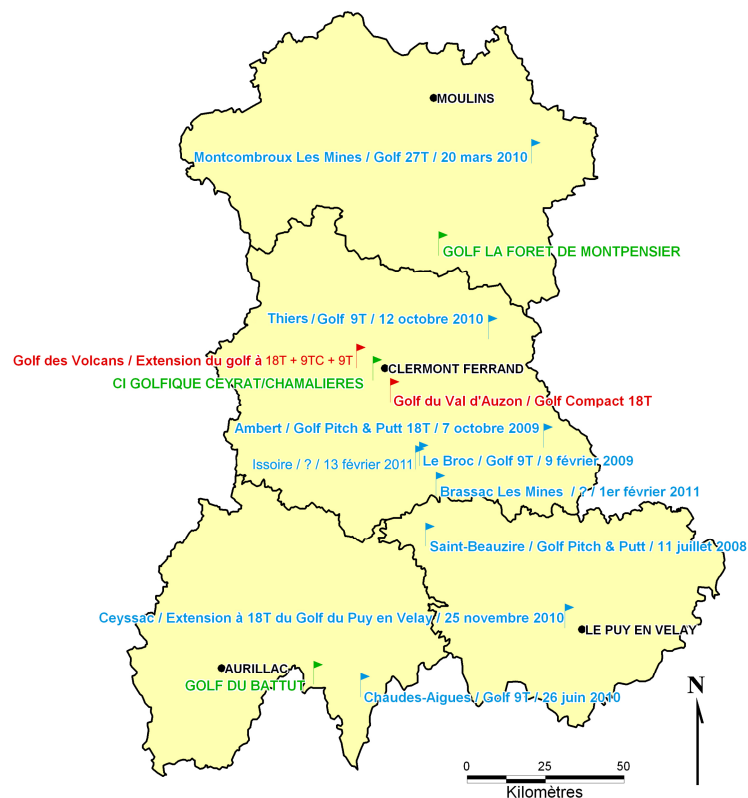 MOULINS
Montcombroux Les Mines / Golf 27T / 20 mars 2010
GOLF LA FORET DE MONTPENSIER
Thiers / Golf 9T / 12 octobre 2010
Golf des Volcans / Extension du golf à 18T + 9TC + 9T
CLERMONT FERRAND
CI GOLFIQUE CEYRAT/CHAMALIERES
Golf du Val d'Auzon / Golf Compact 18T
Ambert / Golf Pitch & Putt 18T / 7 octobre 2009
Issoire / ? / 13 février 2011
Le Broc / Golf 9T / 9 février 2009
Brassac Les Mines / ? / 1er février 2011
Saint-Beauzire / Golf Pitch & Putt / 11 juillet 2008
Ceyssac / Extension à 18T du Golf du Puy en Velay / 25 novembre 2010
LE PUY EN VELAY
AURILLAC
GOLF DU BATTUT
Chaudes-Aigues / Golf 9T / 26 juin 2010
N
0 25 50
Kilomètres